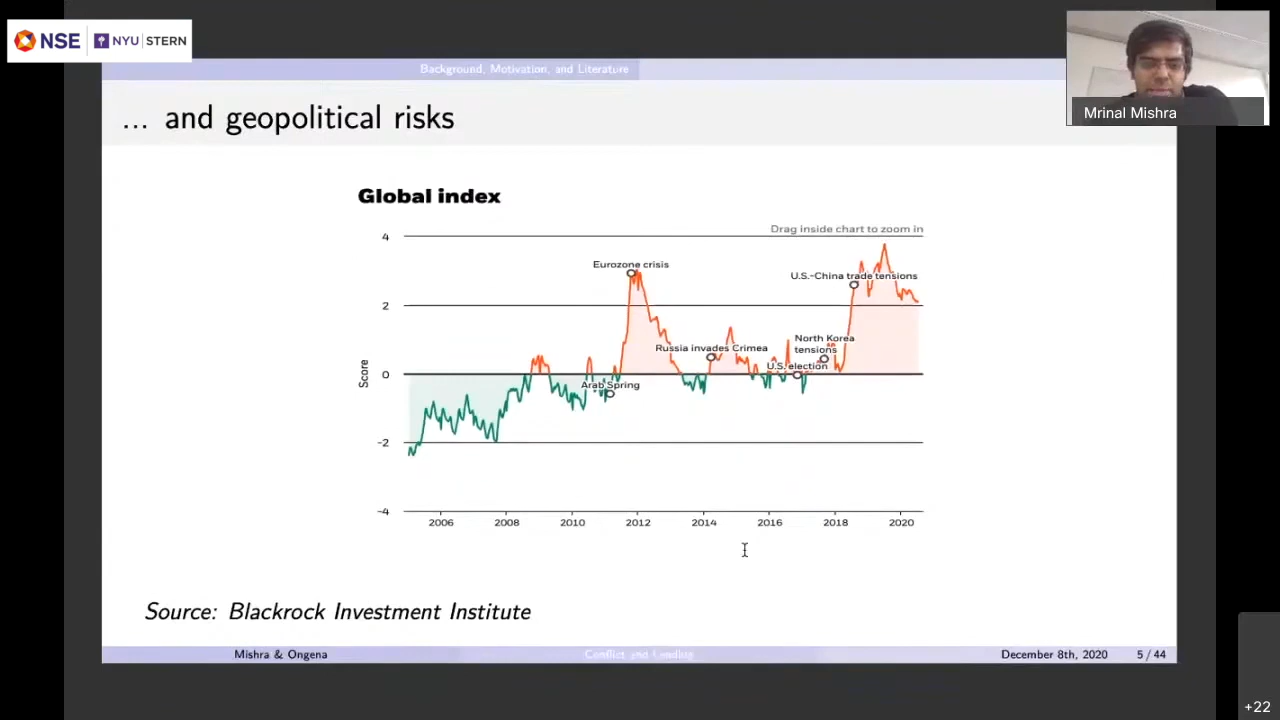 NSE NYU STERN
Background, Motivation, and Literature
Mrinal Mishra
... and geopolitical risks
Global index
Drag inside chart to zoom in
4
Eurozone crisis
U.S.-China trade tensions
2
North Korea
tensions
Russia invades Crimea
U.S. election
Score
0
Arab Spring
-2
-4
2006 2008 2010 2012 2014 2016 2018 2020
Source: Blackrock Investment Institute
Mishra & Ongena Conflict and Lending December 8th, 2020 5 / 44
+22